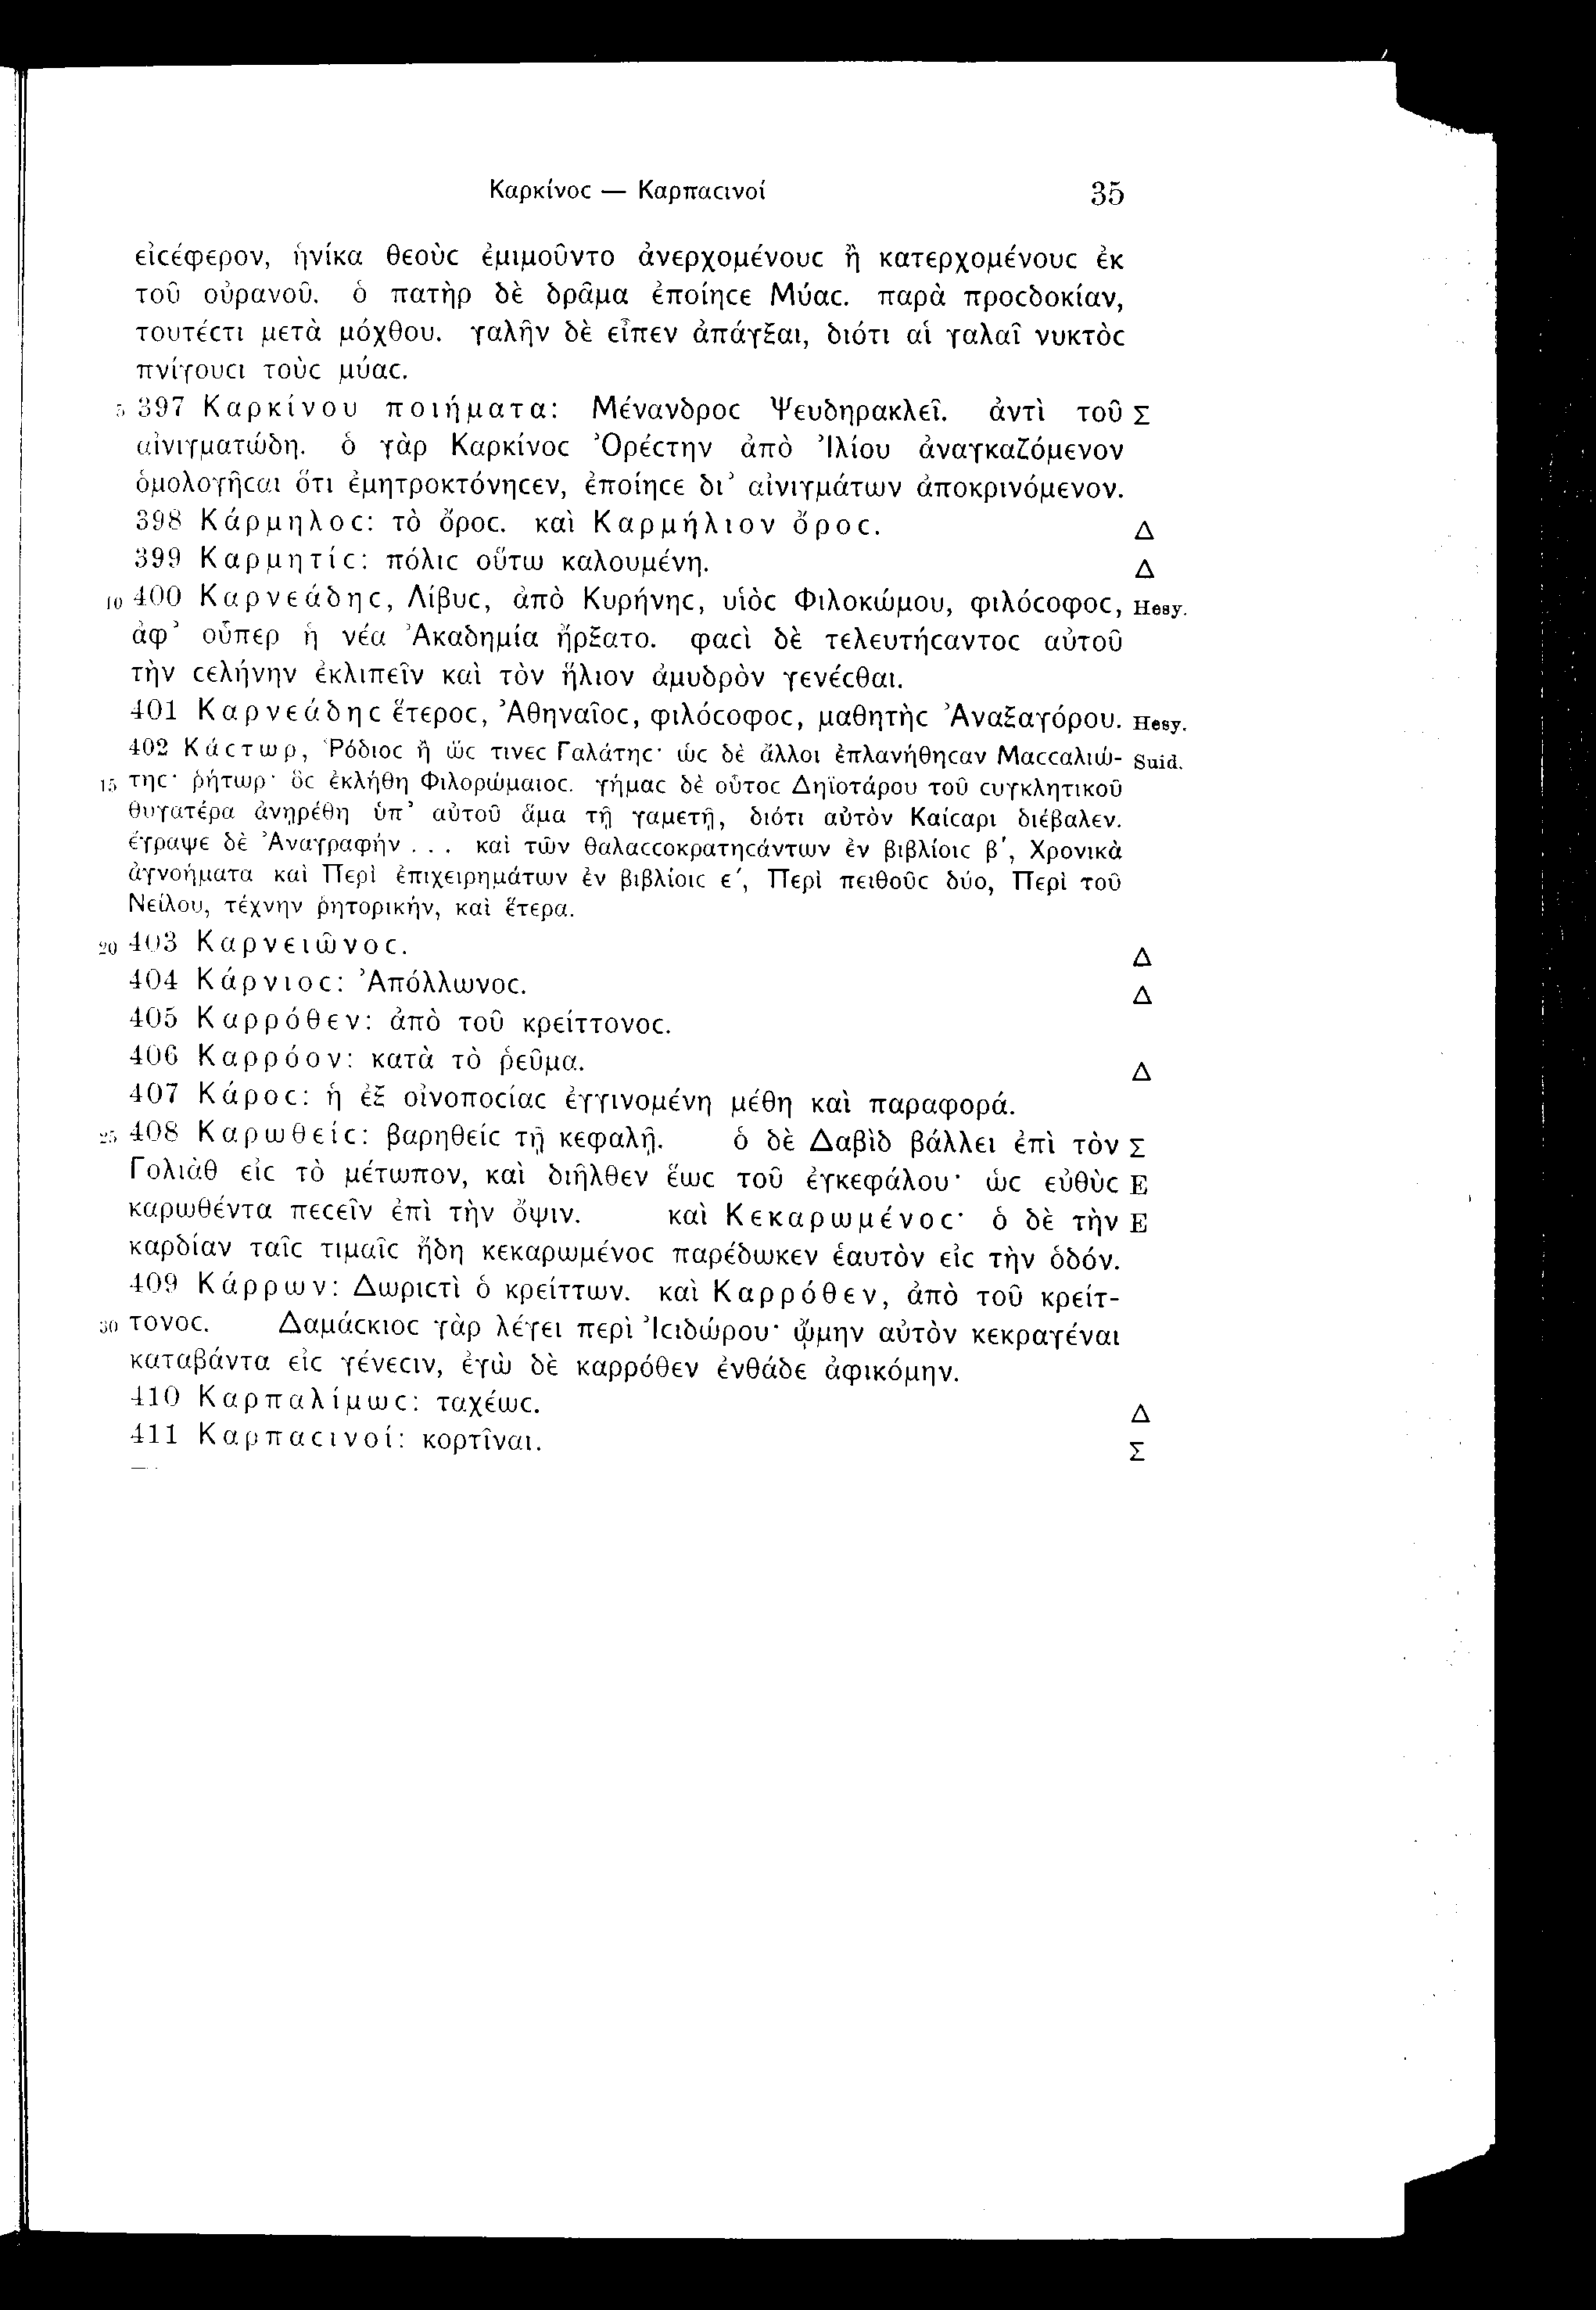 Καρκίνοϲ — Καρπαϲινοί 35
εἰϲέφερον, ἡνίκα θεοὺϲ ἐμιμοῦντο ἀνερχομένουϲ ἢ κατερχομένουϲ ἐκ
τοῦ οὐρανοῦ. ὁ πατὴρ δὲ δρᾶμα ἐποίηϲε Μύαϲ. παρὰ προϲδοκίαν,
τουτέϲτι μετὰ μόχθου. γαλῆν δὲ εἶπεν ἀπάγξαι, διότι αἱ γαλαῖ νυκτὸϲ
πνίγουϲι τοὺϲ μύαϲ.
5 397 Καρκίνου ποιήματα: Μένανδροϲ Ψευδηρακλεῖ. ἀντὶ τοῦ Σ
αἰνιγματώδη. ὁ γὰρ Καρκίνοϲ Ὀρέϲτην ἀπὸ Ἰλίου ἀναγκαζόμενον
ὁμολογῆϲαι ὅτι ἐμητροκτόνηϲεν, ἐποίηϲε δι’ αἰνιγμάτων ἀποκρινόμενον.
398 Κάρμηλοϲ: τὸ ὄροϲ. καὶ Καρμήλιον ὄροϲ. Δ
399 Καρμητίϲ: πόλιϲ οὕτω καλουμένη. Δ
10 400 Καρνεάδηϲ, Λίβυϲ, ἀπὸ Κυρήνηϲ, υἱὸϲ Φιλοκώμου, φιλόϲοφοϲ, Hesy.
ἀφ’ οὗπερ ἡ νέα Ἀκαδημία ἤρξατο. φαϲὶ δὲ τελευτήϲαντοϲ αὐτοῦ
τὴν ϲελήνην ἐκλιπεῖν καὶ τὸν ἥλιον ἀμυδρὸν γενέϲθαι.
401 Καρνεάδηϲ ἕτεροϲ, Ἀθηναῖοϲ, φιλόϲοφοϲ, μαθητὴϲ Ἀναξαγόρου. Hesy.
402 Κάϲτωρ, Ῥόδιοϲ ἢ ὥϲ τινεϲ Γαλάτηϲ· ὡϲ δὲ ἄλλοι ἐπλανήθηϲαν Μαϲϲαλιώ- Suid.
15 τηϲ· ῥήτωρ· ὃϲ ἐκλήθη Φιλορώμαιοϲ. γήμαϲ δὲ οὗτοϲ Δηϊοτάρου τοῦ ϲυγκλητικοῦ
θυγατέρα ἀνῃρέθη ὑπ’ αὐτοῦ ἅμα τῇ γαμετῇ, διότι αὐτὸν Καίϲαρι διέβαλεν.
ἔγραψε δὲ Ἀναγραφὴν . . . καὶ τῶν θαλαϲϲοκρατηϲάντων ἐν βιβλίοιϲ β΄, Χρονικὰ
ἀγνοήματα καὶ Περὶ ἐπιχειρημάτων ἐν βιβλίοιϲ ε΄, Περὶ πειθοῦϲ δύο, Περὶ τοῦ
Νείλου, τέχνην ῥητορικήν, καὶ ἕτερα.
20 403 Καρνειῶνοϲ. Δ
404 Κάρνιοϲ: Ἀπόλλωνοϲ. Δ
405 Καρρόθεν: ἀπὸ τοῦ κρείττονοϲ.
406 Καρρόον: κατὰ τὸ ῥεῦμα. Δ
407 Κάροϲ: ἡ ἐξ οἰνοποϲίαϲ ἐγγινομένη μέθη καὶ παραφορά.
25 408 Καρωθείϲ: βαρηθείϲ τῇ κεφαλῇ. ὁ δὲ Δαβὶδ βάλλει ἐπὶ τὸν Σ
Γολιὰθ εἰϲ τὸ μέτωπον, καὶ διῆλθεν ἕωϲ τοῦ ἐγκεφάλου· ὡϲ εὐθὺϲ Ε
καρωθέντα πεϲεῖν ἐπὶ τὴν ὄψιν. καὶ Κεκαρωμένοϲ· ὁ δὲ τὴν Ε
καρδίαν ταῖϲ τιμαῖϲ ἤδη κεκαρωμένοϲ παρέδωκεν ἑαυτὸν εἰϲ τὴν ὁδόν.
409 Κάρρων: Δωριϲτὶ ὁ κρείττων. καὶ Καρρόθεν, ἀπὸ τοῦ κρείτ-
30 τονοϲ. Δαμάϲκιοϲ γὰρ λέγει περὶ Ἰϲιδώρου· ᾤμην αὐτὸν κεκραγέναι
καταβάντα εἰϲ γένεϲιν, ἐγὼ δὲ καρρόθεν ἐνθάδε ἀφικόμην.
410 Καρπαλίμωϲ: ταχέωϲ. Δ
411 Καρπαϲινοί: κορτῖναι. Σ